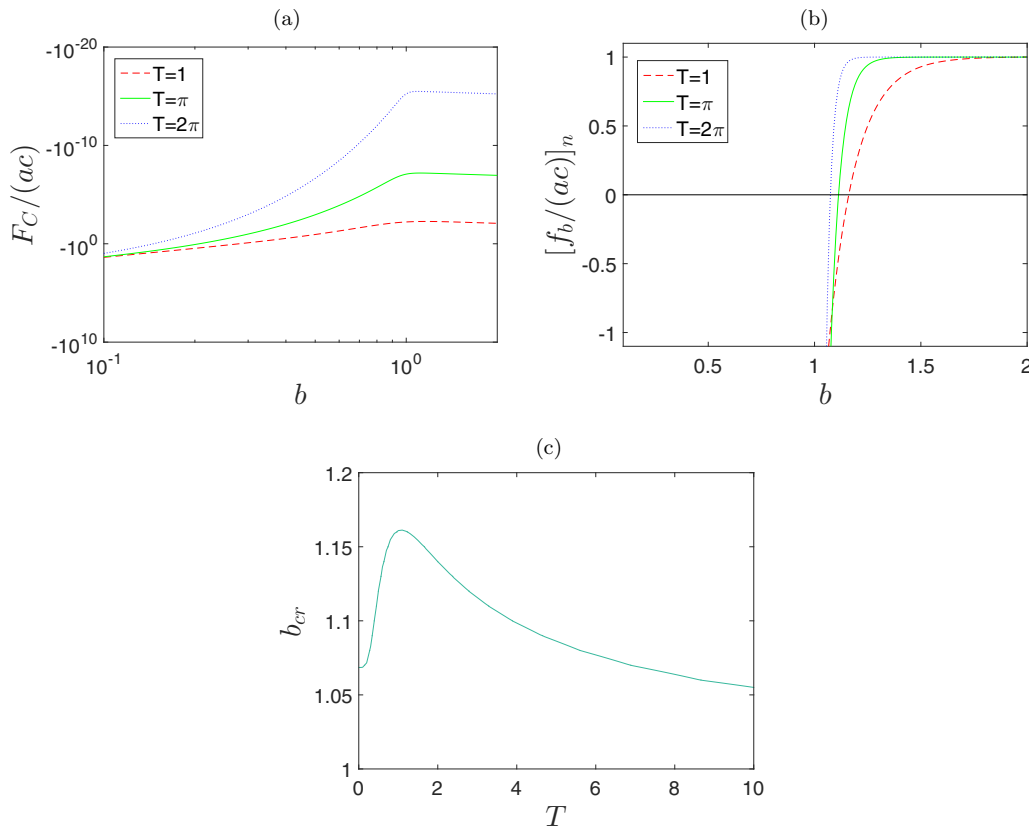 (a)
-10^-20
-10^-10
-10^0
-10^10
F_C/(ac)
T=1
T=π
T=2π
10^-1
10^0
b
(b)
1
0.5
0
-0.5
-1
[f_b/(ac)]_n
T=1
T=π
T=2π
0.5
1
1.5
2
b
(c)
1.2
1.15
1.1
1.05
1
b_cr
0
2
4
6
8
10
T